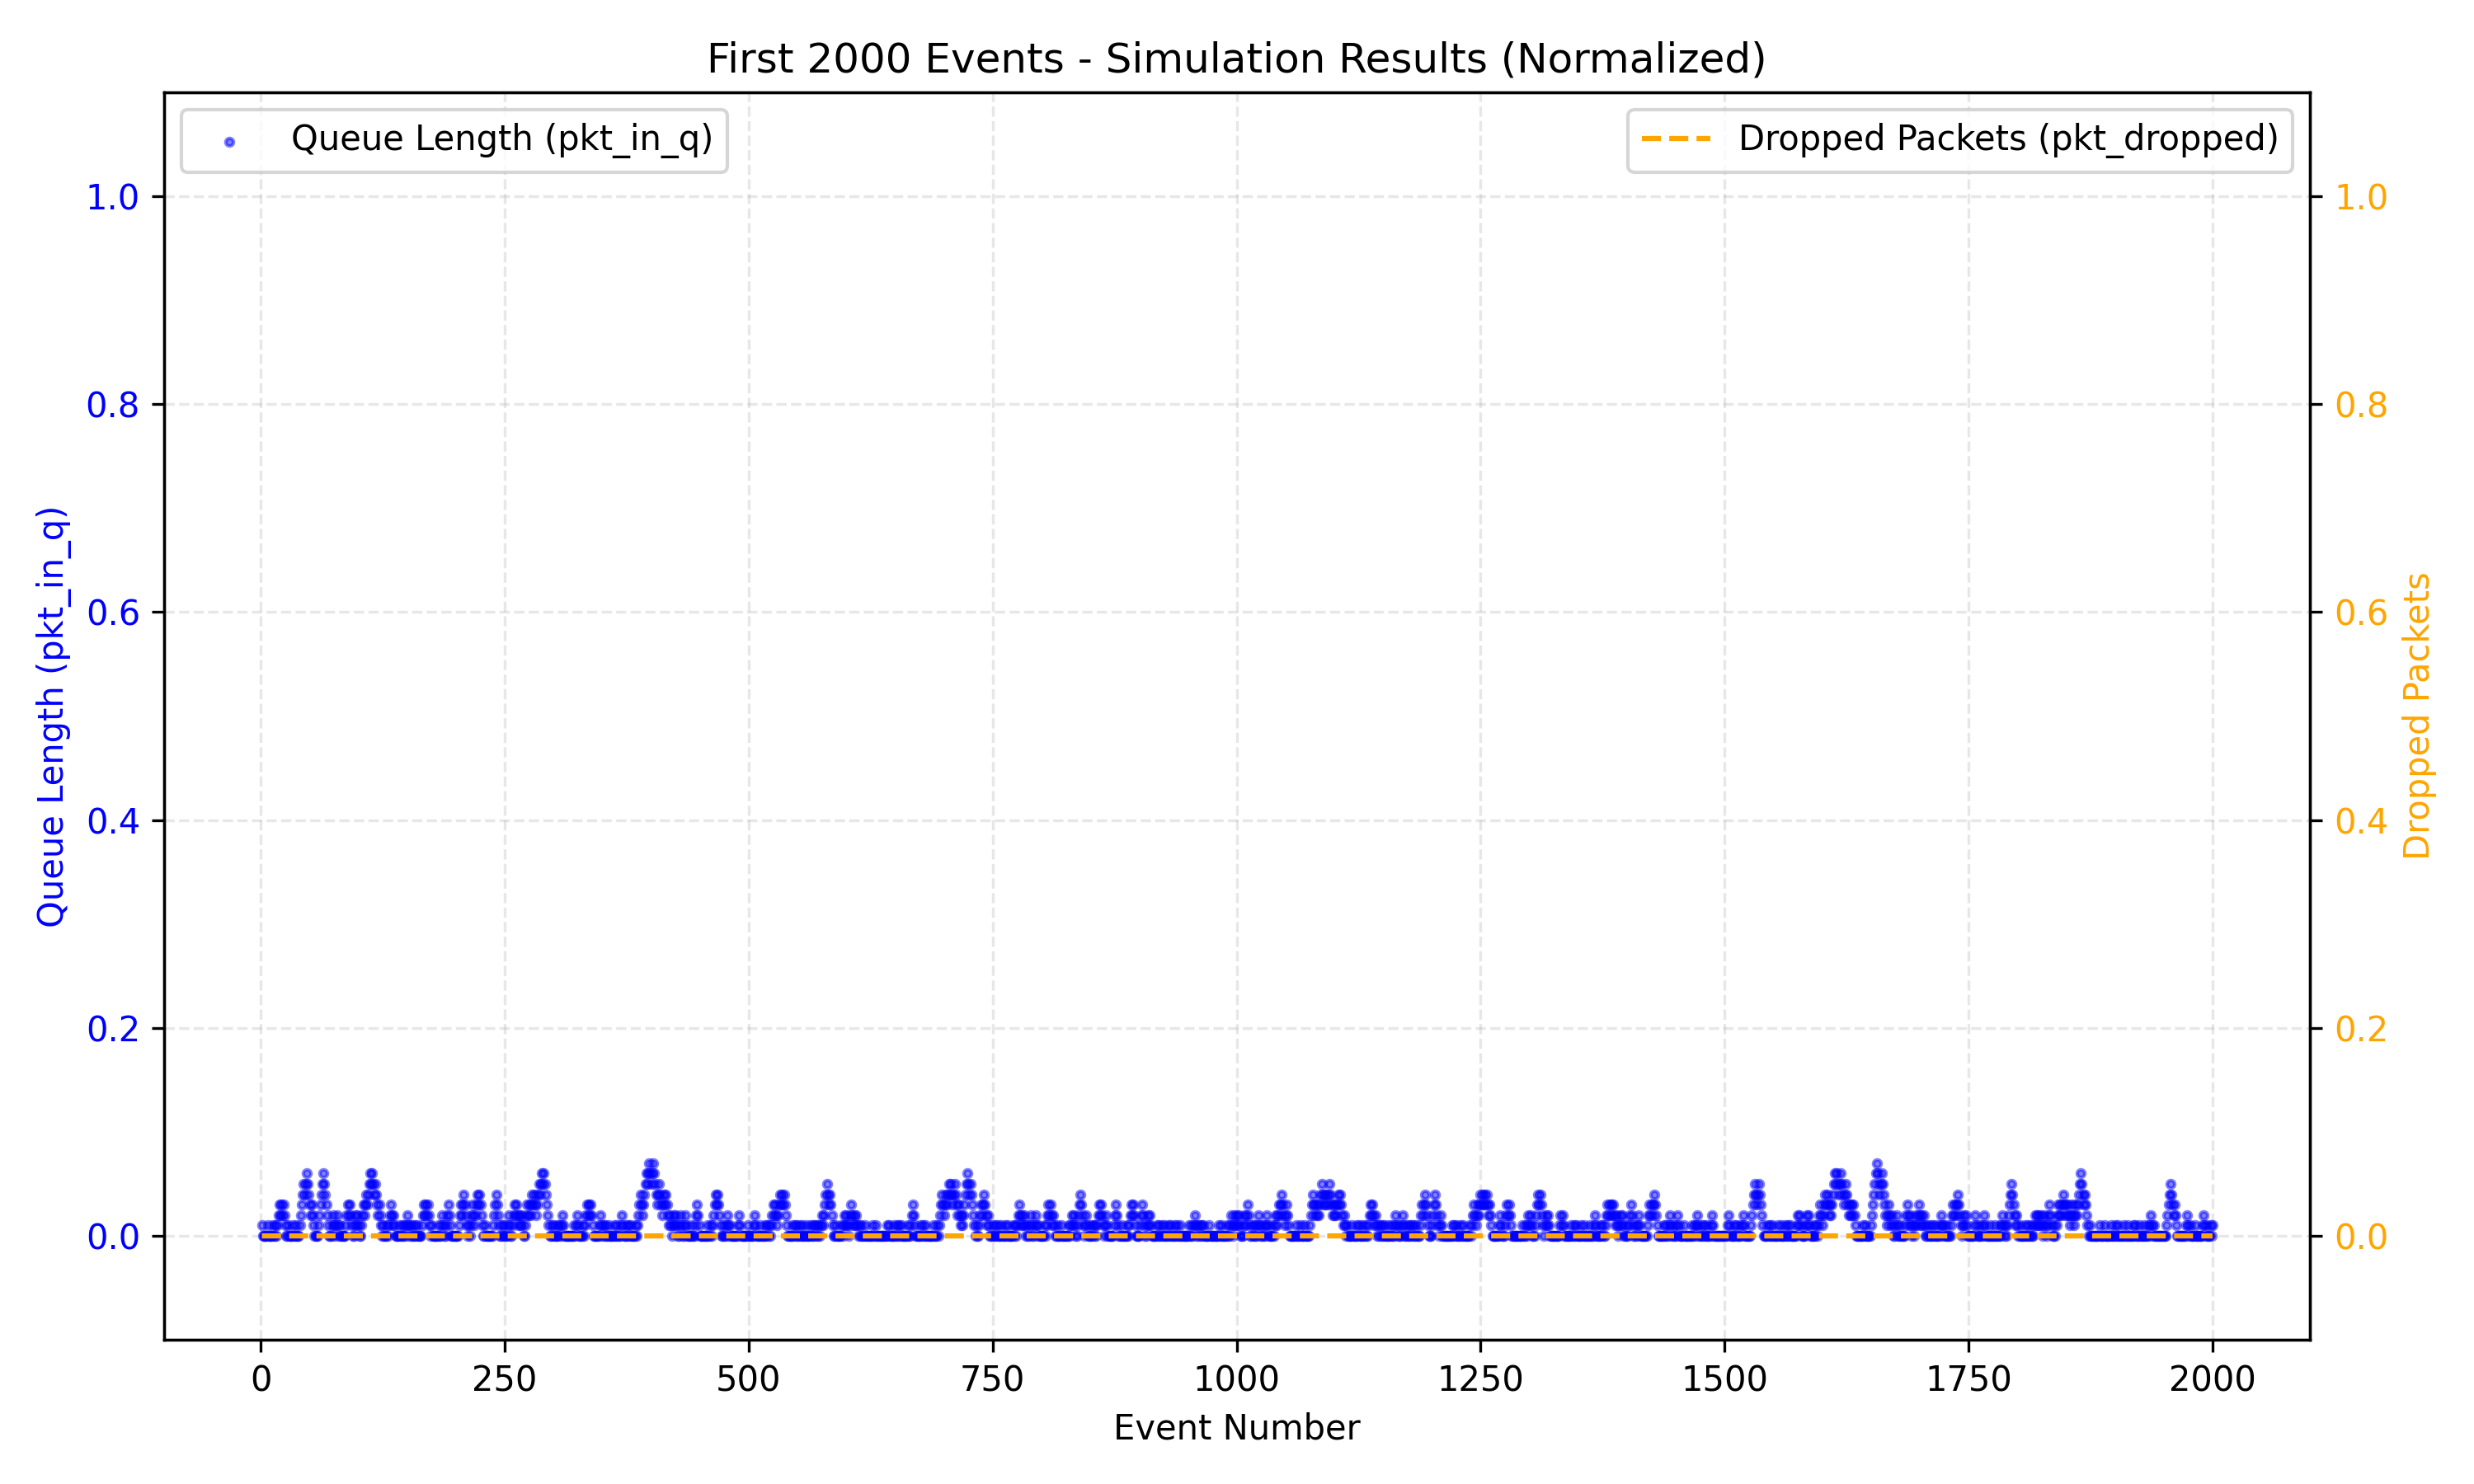 First 2000 Events - Simulation Results (Normalized)
Queue Length (pkt_in_q)
Dropped Packets (pkt_dropped)
Queue Length (pkt_in_q)
1.0
0.8
0.6
0.4
0.2
0.0
1.0
0.8
0.6
0.4
0.2
0.0
Dropped Packets
0 250 500 750 1000 1250 1500 1750 2000
Event Number